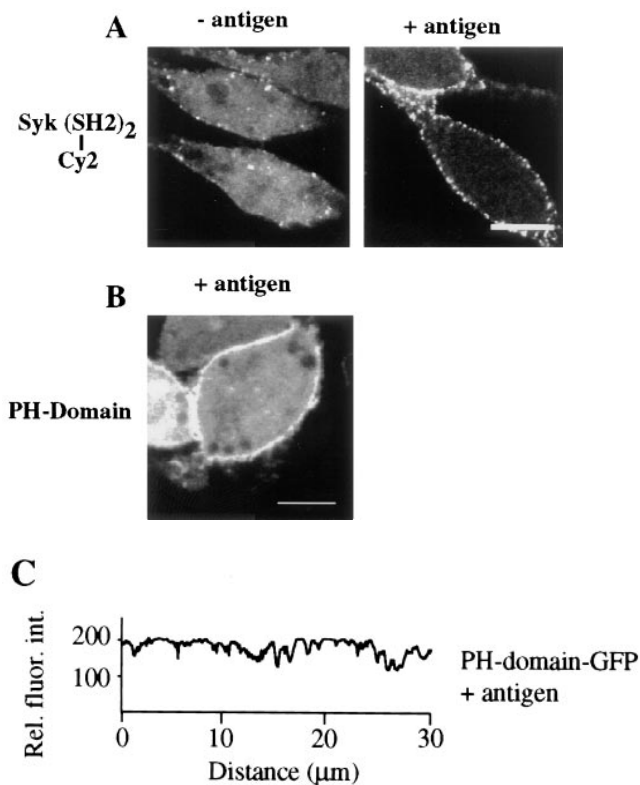 A
- antigen
+ antigen
Syk (SH2)2
Cy2
B
+ antigen
PH-Domain
C
Rel. fluor. int.
200
100
0
10
20
30
Distance (μm)
PH-domain-GFP
+ antigen